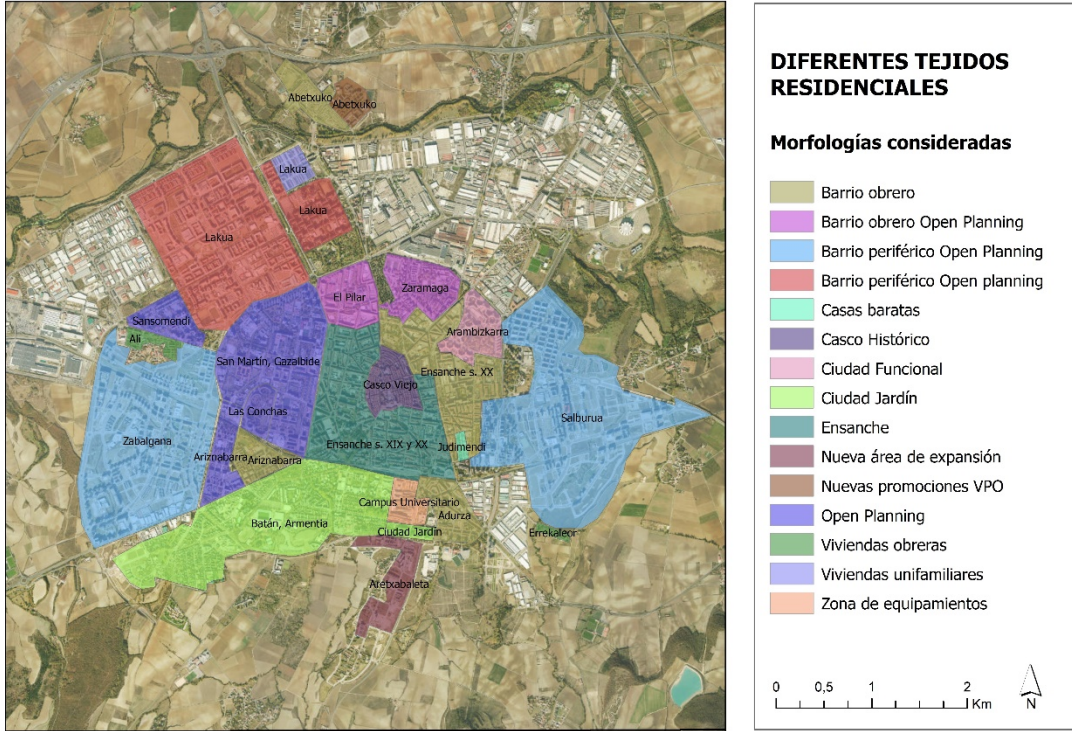 Abetxuko
Abetxuko
Lakua
Lakua
Lakua
El Pilar
Zaramaga
Sansomendi
Arambizkarra
Ali
San Martín, Gazalbide
Ensanche s. XX
Casco Viejo
Las Conchas
Salburua
Zabalgana
Ensanche s. XIX y XX
Judimendi
Ariznabarra
Ariznabarra
Campus Universitario
Adurza
Batán, Armentia
Ciudad Jardín
Errekaleor
Aretxabaleta
DIFERENTES TEJIDOS
RESIDENCIALES
Morfologías consideradas
Barrio obrero
Barrio obrero Open Planning
Barrio periférico Open Planning
Barrio periférico Open planning
Casas baratas
Casco Histórico
Ciudad Funcional
Ciudad Jardín
Ensanche
Nueva área de expansión
Nuevas promociones VPO
Open Planning
Viviendas obreras
Viviendas unifamiliares
Zona de equipamientos
0 0,5 1 2
Km
N